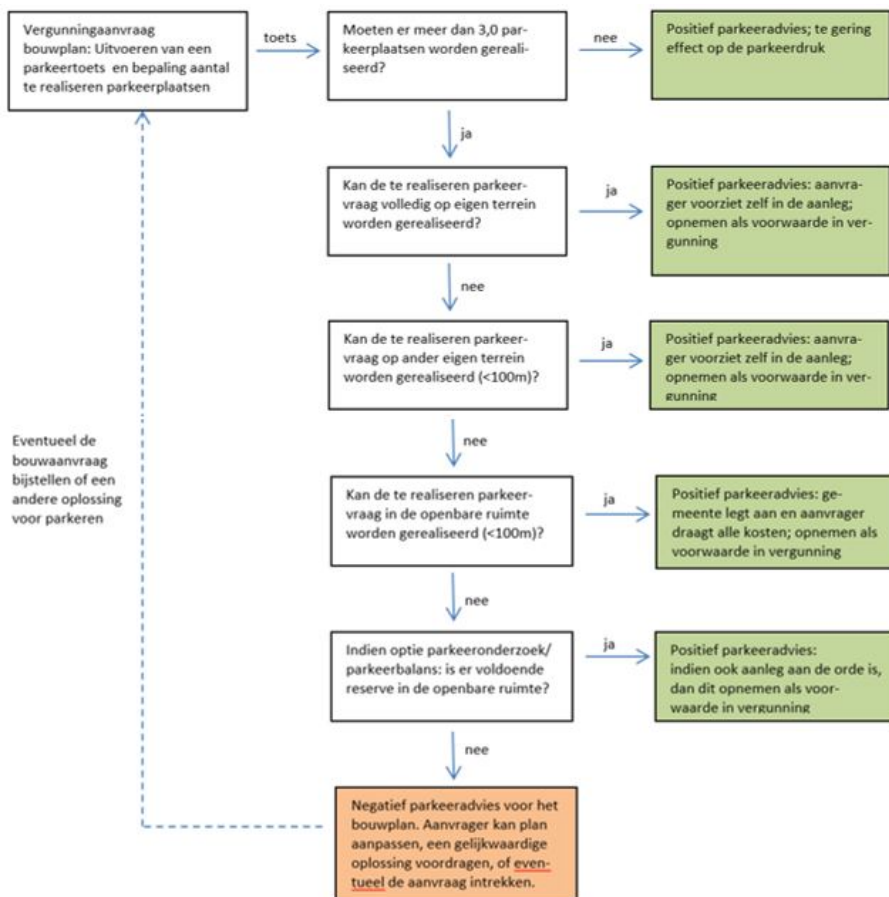 Vergunningaanvraag
bouwplan: Uitvoeren van een
parkeertoets en bepaling aantal
te realiseren parkeerplaatsen
toets
Moeten er meer dan 3,0 par-
keerplaatsen worden gereali-
seerd?
nee
Positief parkeeradvies; te gering
effect op de parkeerdruk
ja
Kan de te realiseren parkeer-
vraag volledig op eigen terrein
worden gerealiseerd?
ja
Positief parkeeradvies: aanvra-
ger voorziet zelf in de aanleg;
opnemen als voorwaarde in ver-
gunning
nee
Kan de te realiseren parkeer-
vraag op ander eigen terrein
worden gerealiseerd (<100m)?
ja
Positief parkeeradvies: aanvra-
ger voorziet zelf in de aanleg;
opnemen als voorwaarde in ver-
gunning
nee
Eventueel de
bouwaanvraag
bijstellen of een
andere oplossing
voor parkeren
Kan de te realiseren parkeer-
vraag in de openbare ruimte
worden gerealiseerd (<100m)?
ja
Positief parkeeradvies: ge-
meente legt aan en aanvrager
draagt alle kosten; opnemen als
voorwaarde in vergunning
nee
Indien optie parkeeronderzoek/
parkeerbalans: is er voldoende
reserve in de openbare ruimte?
ja
Positief parkeeradvies:
indien ook aanleg aan de orde is,
dan dit opnemen als voor-
waarde in vergunning
nee
Negatief parkeeradvies voor het
bouwplan. Aanvrager kan plan
aanpassen, een gelijkwaardige
oplossing voordragen, of even-
tueel de aanvraag intrekken.